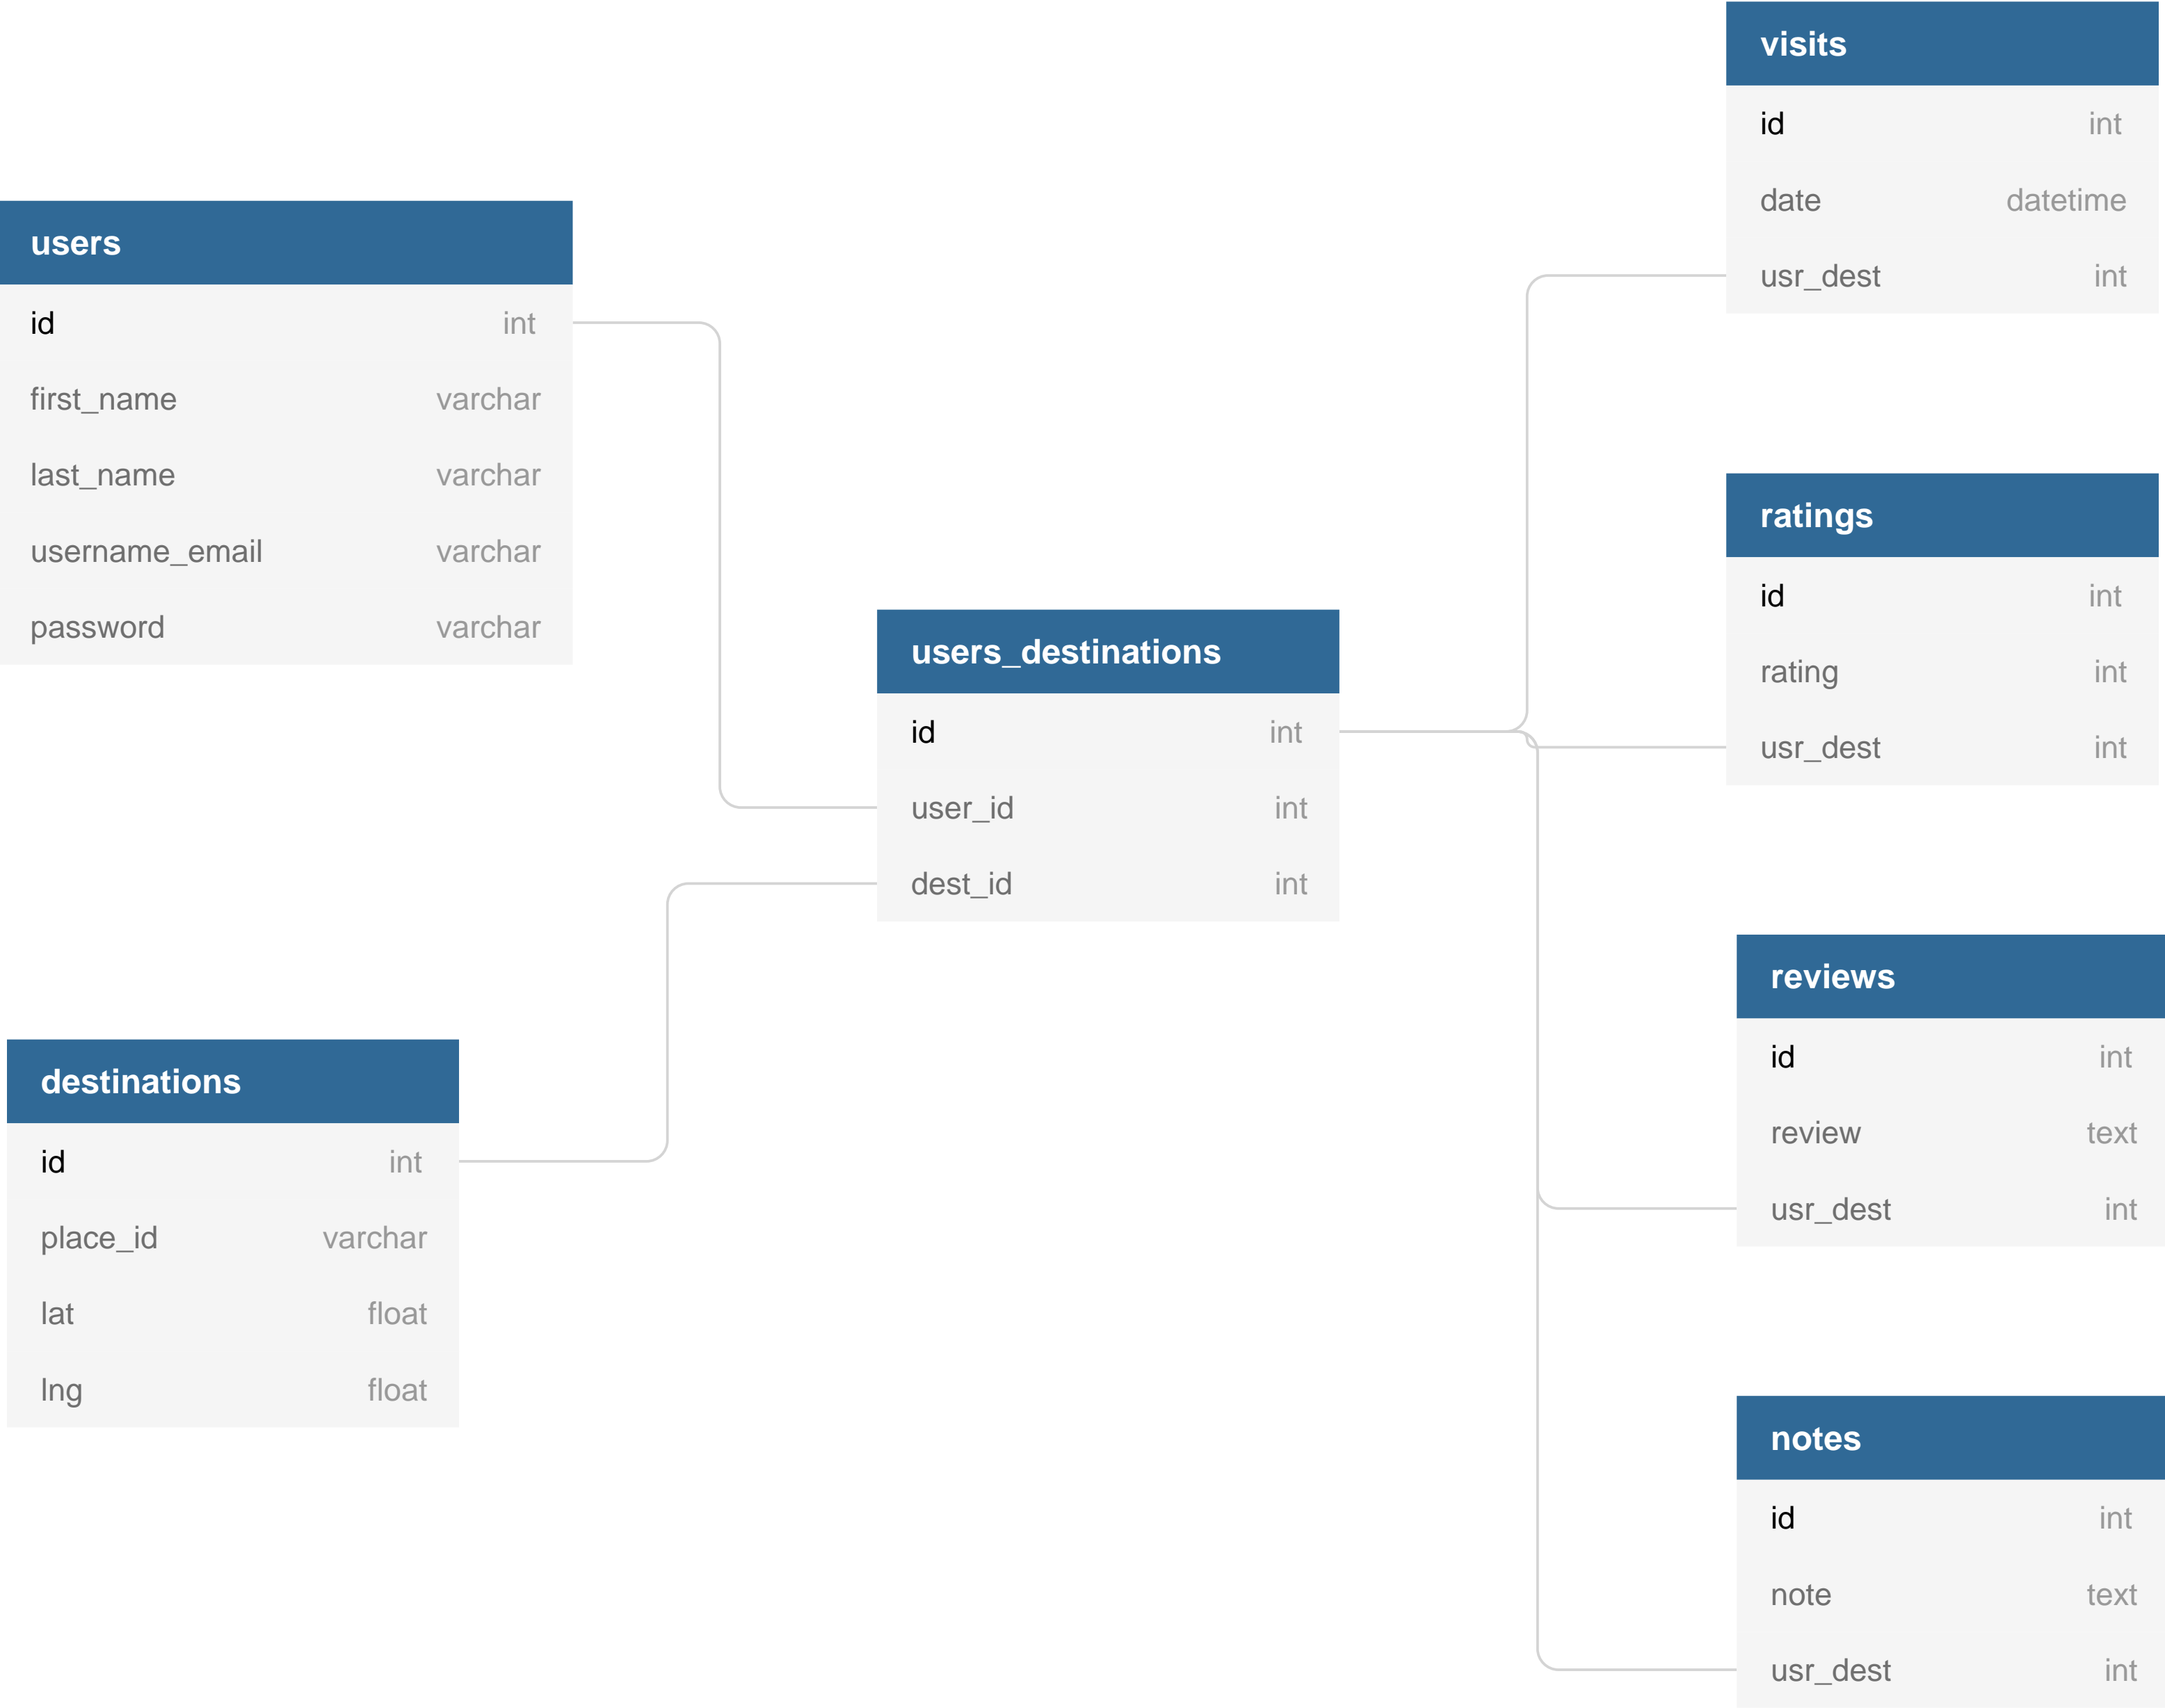 users
id int
first_name varchar
last_name varchar
username_email varchar
password varchar
destinations
id int
place_id varchar
lat float
lng float
users_destinations
id int
user_id int
dest_id int
visits
id int
date datetime
usr_dest int
ratings
id int
rating int
usr_dest int
reviews
id int
review text
usr_dest int
notes
id int
note text
usr_dest int